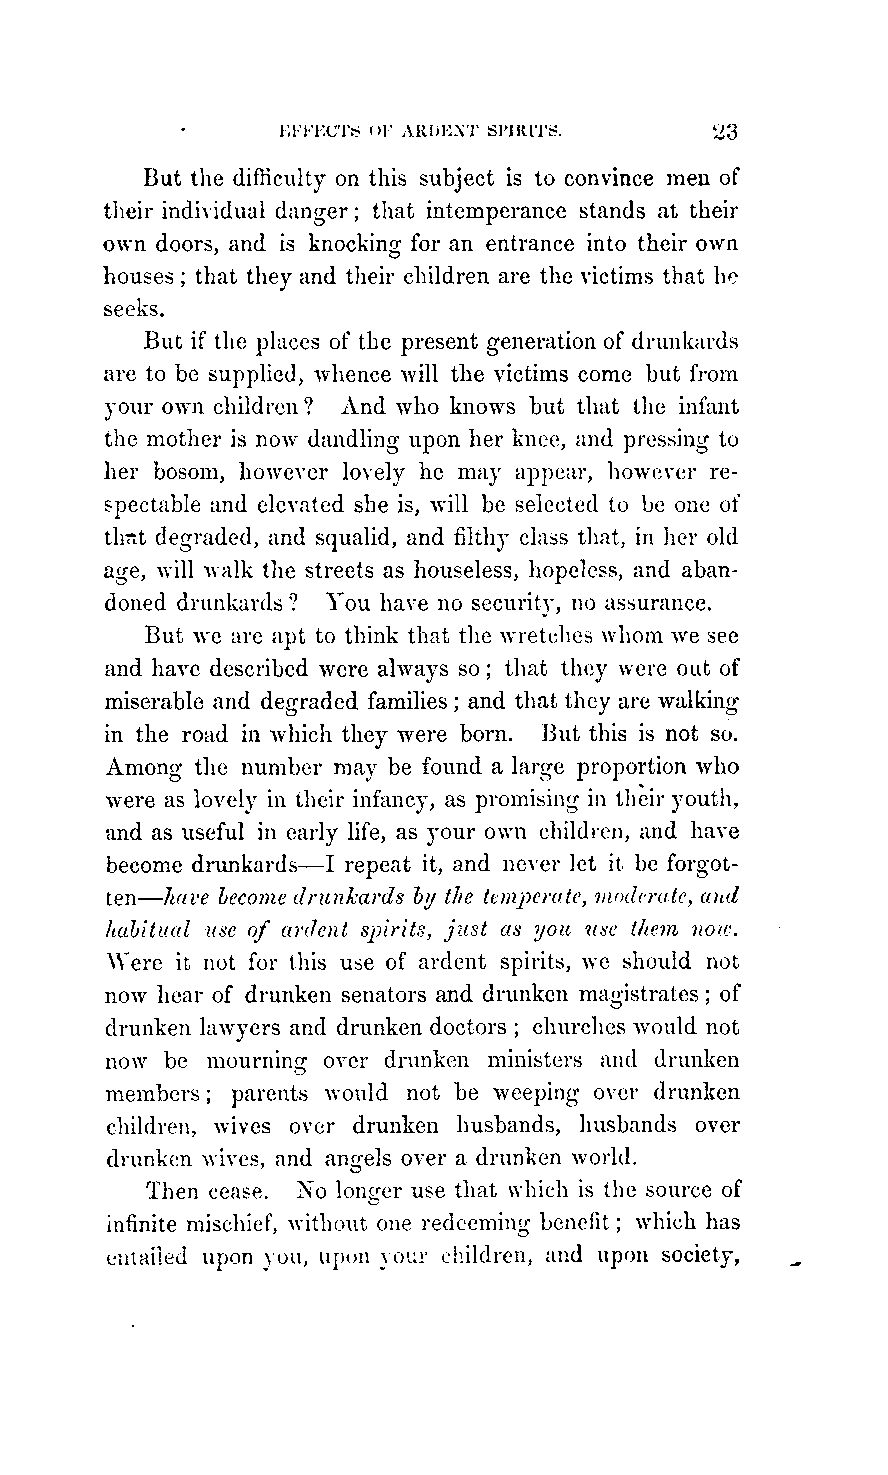 EFFECTS OF ARDENT SPIRITS. 23
But the difficulty on this subject is to convince men of
their individual danger; that intemperance stands at their
own doors, and is knocking for an entrance into their own
houses; that they and their children are the victims that he
seeks.
But if the places of the present generation of drunkards
are to be supplied, whence will the victims come but from
your own children? And who knows but that the infant
the mother is now dandling upon her knee, and pressing to
her bosom, however lovely he may appear, however re-
spectable and elevated she is, will be selected to be one of
that degraded, and squalid, and filthy class that, in her old
age, will walk the streets as houseless, hopeless, and aban-
doned drunkards? You have no security, no assurance.
But we are apt to think that the wretches whom we see
and have described were always so; that they were out of
miserable and degraded families; and that they are walking
in the road in which they were born. But this is not so.
Among the number may be found a large proportion who
were as lovely in their infancy, as promising in their youth,
and as useful in early life, as your own children, and have
become drunkards—I repeat it, and never let it be forgot-
ten—have become drunkards by the temperate, moderate, and
habitual use of ardent spirits, just as you use them now.
Were it not for this use of ardent spirits, we should not
now hear of drunken senators and drunken magistrates; of
drunken lawyers and drunken doctors; churches would not
now be mourning over drunken ministers and drunken
members; parents would not be weeping over drunken
children, wives over drunken husbands, husbands over
drunken wives, and angels over a drunken world.
Then cease. No longer use that which is the source of
infinite mischief, without one redeeming benefit; which has
entailed upon you, upon your children, and upon society,